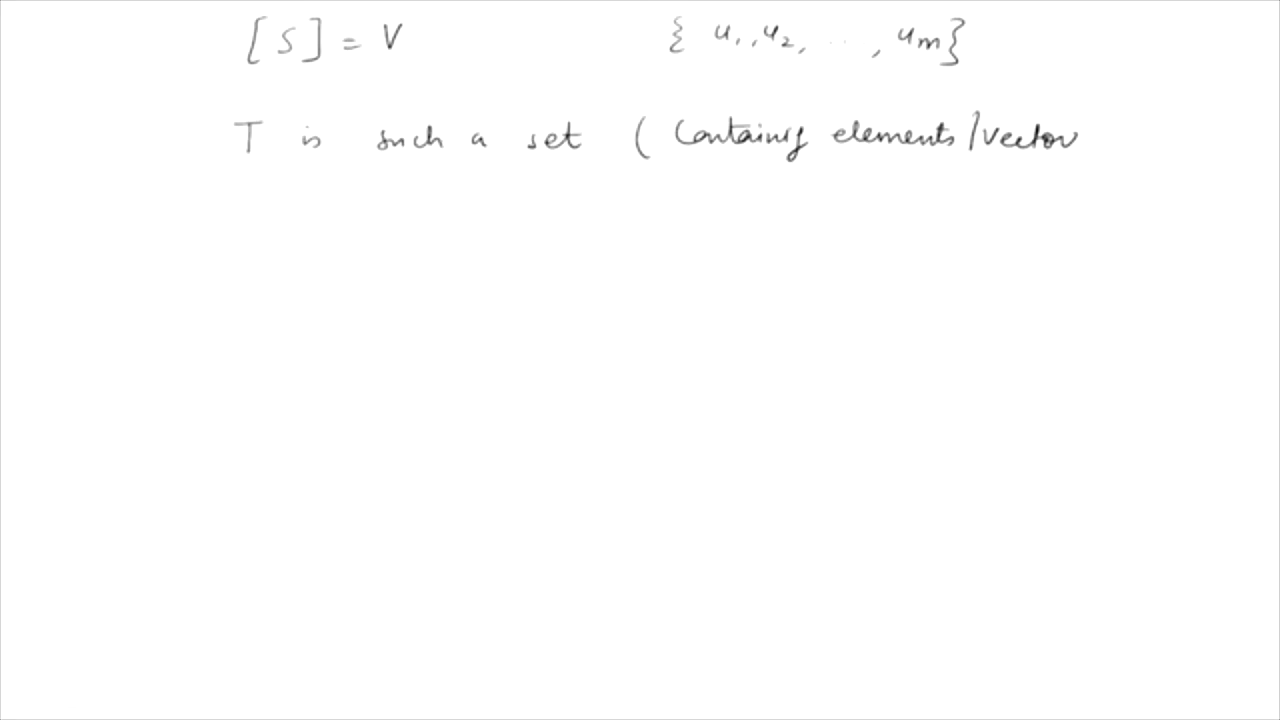 [S] = V { u₁, u₂, ..., uₘ}
T is such a set ( Containing elements/vector